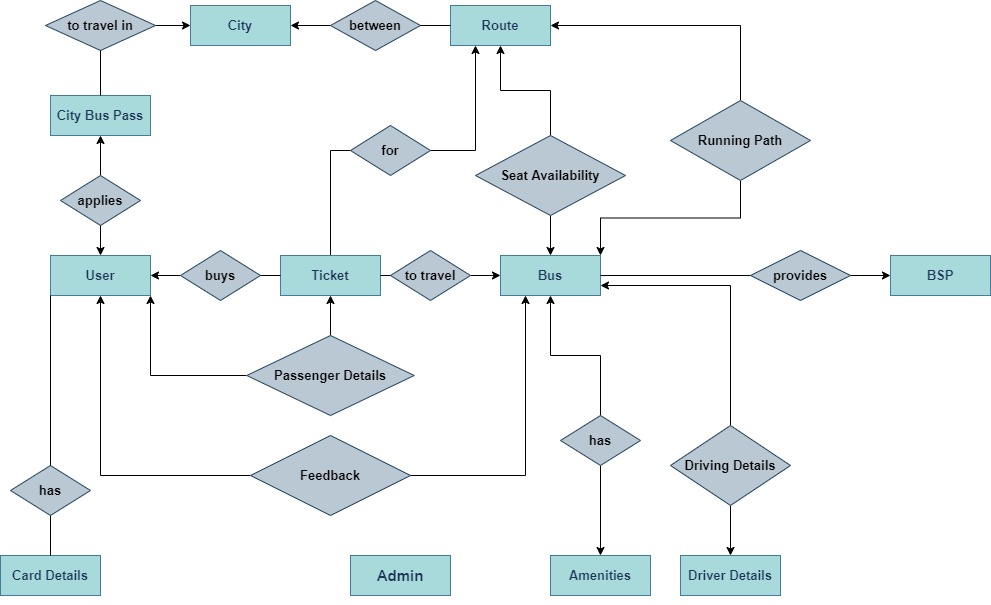 to travel in
City
between
Route
City Bus Pass
Running Path
for
Seat Availability
applies
User
buys
Ticket
to travel
Bus
provides
BSP
Passenger Details
has
Driving Details
Feedback
has
Card Details
Admin
Amenities
Driver Details